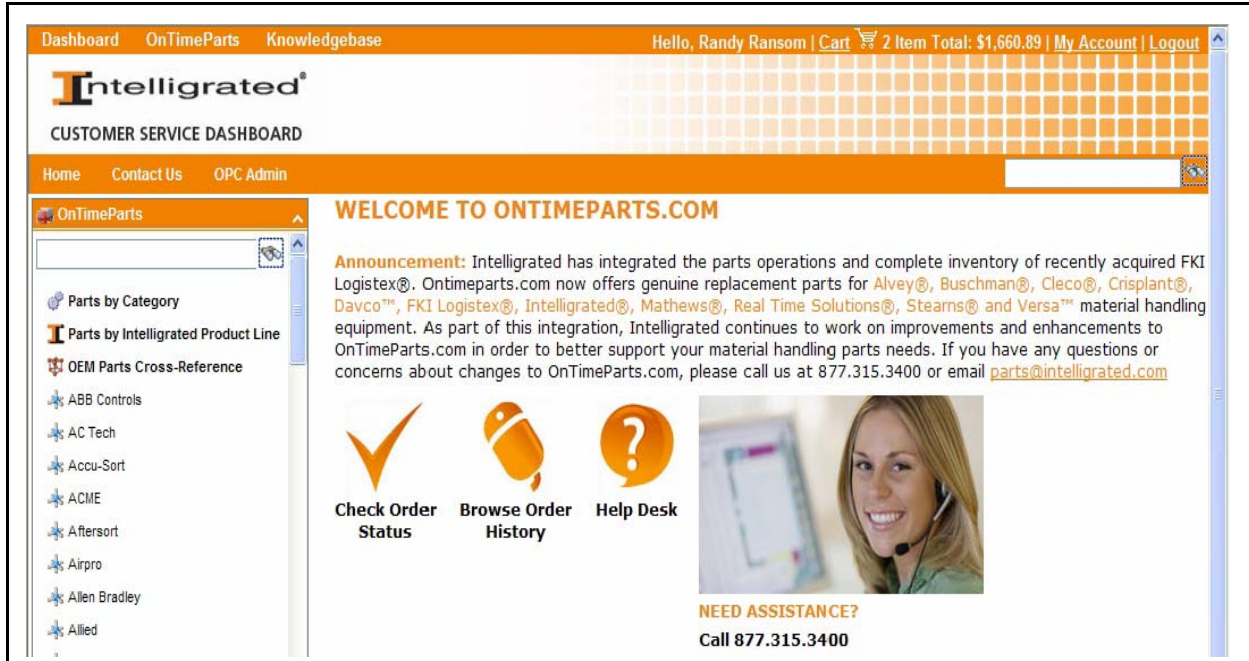 Dashboard OnTimeParts Knowledgebase Hello, Randy Ransom | Cart 2 Item Total: $1,660.89 | My Account | Logout
Intelligrated®
CUSTOMER SERVICE DASHBOARD
Home Contact Us OPC Admin
OnTimeParts
Parts by Category
Parts by Intelligrated Product Line
OEM Parts Cross-Reference
ABB Controls
AC Tech
Accu-Sort
ACME
Aftersort
Airpro
Allen Bradley
Allied
WELCOME TO ONTIMEPARTS.COM
Announcement: Intelligrated has integrated the parts operations and complete inventory of recently acquired FKI
Logistex®. Ontimeparts.com now offers genuine replacement parts for Alvey®, Buschman®, Cleco®, Crisplant®,
Davco™, FKI Logistex®, Intelligrated®, Mathews®, Real Time Solutions®, Stearns® and Versa™ material handling
equipment. As part of this integration, Intelligrated continues to work on improvements and enhancements to
OnTimeParts.com in order to better support your material handling parts needs. If you have any questions or
concerns about changes to OnTimeParts.com, please call us at 877.315.3400 or email parts@intelligrated.com
Check Order
Status
Browse Order
History
Help Desk
NEED ASSISTANCE?
Call 877.315.3400